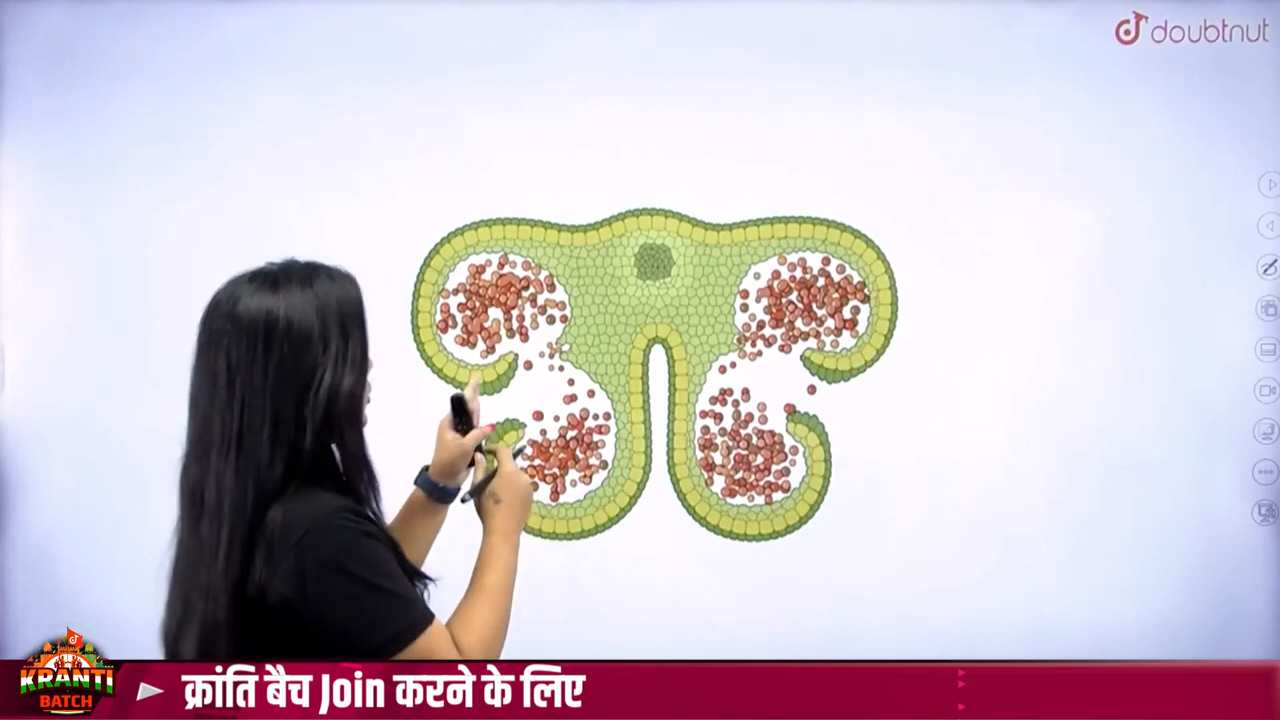 doubtnut
KRANTI
BATCH
क्रांति बैच Join करने के लिए